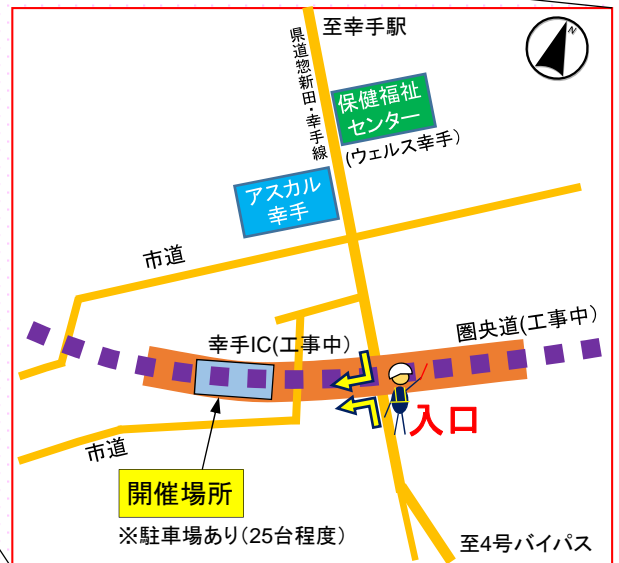 至幸手駅
N
県道惣新田・幸手線
保健福祉
センター
(ウェルス幸手)
アスカル
幸手
市道
幸手IC(工事中)
圏央道(工事中)
入口
市道
開催場所
※駐車場あり(25台程度)
至4号バイパス